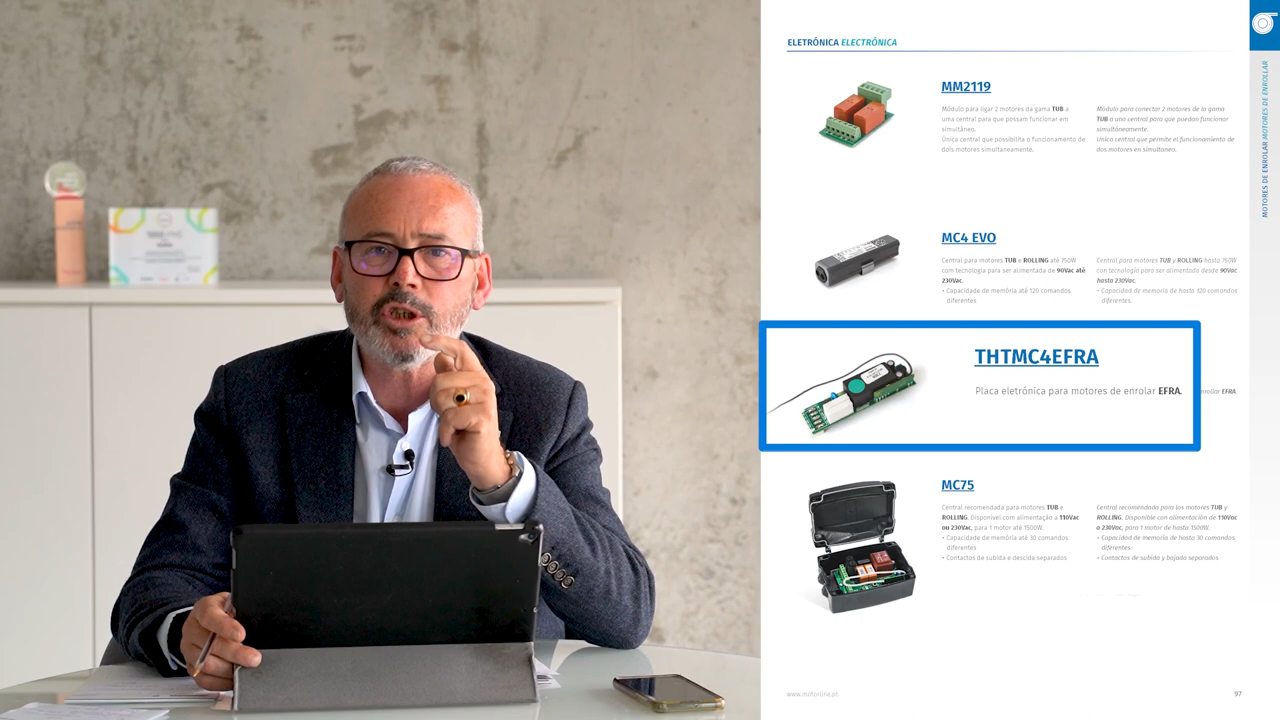 ELETRÓNICA ELECTRÓNICA
MM2119
Módulo para ligar 2 motores da gama TUB a
uma central para que possam funcionar em
simultâneo.
Única central que possibilita o funcionamento de
dois motores simultaneamente.
Módulo para conectar 2 motores de la gama
TUB a una central para que puedan funcionar
simultáneamente.
Unica central que permite el funcionamiento de
dos motores en simultaneo.
MC4 EVO
Central para motores TUB e ROLLING até 750W
com tecnologia para ser alimentada de 90Vac até
230Vac.
• Capacidade de memória até 120 comandos
diferentes
Central para motores TUB y ROLLING hasta 750W
con tecnología para ser alimentada desde 90Vac
hasta 230Vac.
• Capacidad de memoria de hasta 120 comandos
diferentes.
THTMC4EFRA
Placa eletrónica para motores de enrolar EFRA.
enrollar EFRA.
MC75
Central recomendada para motores TUB e
ROLLING. Disponível com alimentação a 110Vac
ou 230Vac, para 1 motor até 1500W.
• Capacidade de memória até 30 comandos
diferentes
• Contactos de subida e descida separados
Central recomendada para los motores TUB y
ROLLING. Disponible con alimentación de 110Vac
o 230Vac, para 1 motor de hasta 1500W.
• Capacidad de memoria de hasta 30 comandos
diferentes
• Contactos de subida y bajada separados
www.motorline.pt
97
MOTORES DE ENROLAR MOTORES DE ENROLLAR